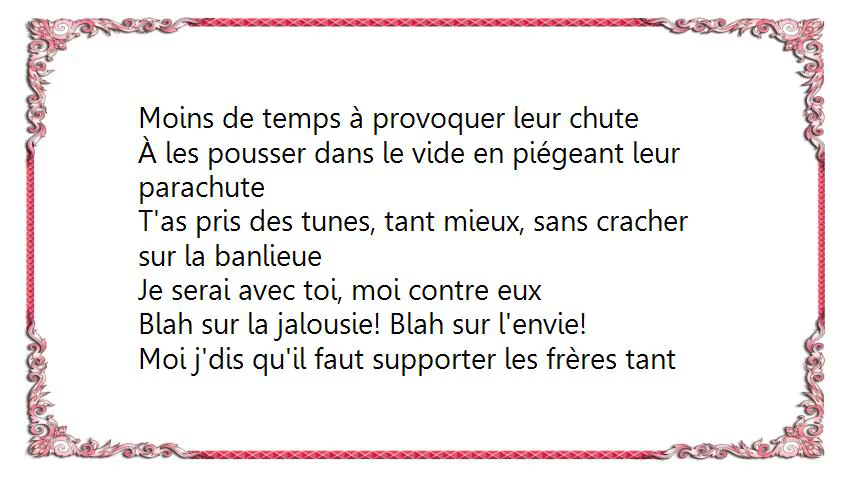 Moins de temps à provoquer leur chute
À les pousser dans le vide en piégeant leur
parachute
T'as pris des tunes, tant mieux, sans cracher
sur la banlieue
Je serai avec toi, moi contre eux
Blah sur la jalousie! Blah sur l'envie!
Moi j'dis qu'il faut supporter les frères tant